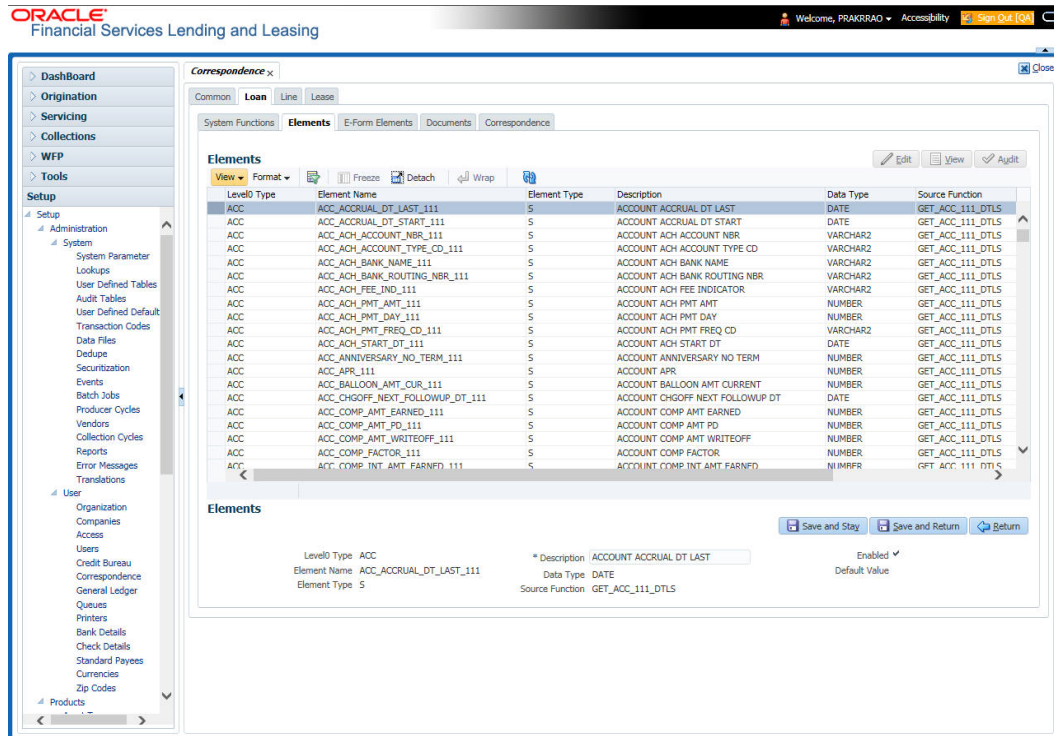 ORACLE
Financial Services Lending and Leasing
Welcome, PRAKRRAO Accessibility Sign Out [QA]
Close
DashBoard
Origination
Servicing
Collections
WFP
Tools
Setup
Setup
Administration
System
System Parameter
Lookups
User Defined Tables
Audit Tables
User Defined Default
Transaction Codes
Data Files
Dedupe
Securitization
Events
Batch Jobs
Producer Cycles
Vendors
Collection Cycles
Reports
Error Messages
Translations
User
Organization
Companies
Access
Users
Credit Bureau
Correspondence
General Ledger
Queues
Printers
Bank Details
Check Details
Standard Payees
Currencies
Zip Codes
Products
Correspondence x
Common Loan Line Lease
System Functions Elements E-Form Elements Documents Correspondence
Elements
Edit View Audit
View Format Freeze Detach Wrap
Level0 Type Element Name Element Type Description Data Type Source Function
ACC ACC_ACCRUAL_DT_LAST_111 S ACCOUNT ACCRUAL DT LAST DATE GET_ACC_111_DTLS
ACC ACC_ACCRUAL_DT_START_111 S ACCOUNT ACCRUAL DT START DATE GET_ACC_111_DTLS
ACC ACC_ACH_ACCOUNT_NBR_111 S ACCOUNT ACH ACCOUNT NBR VARCHAR2 GET_ACC_111_DTLS
ACC ACC_ACH_ACCOUNT_TYPE_CD_111 S ACCOUNT ACH ACCOUNT TYPE CD VARCHAR2 GET_ACC_111_DTLS
ACC ACC_ACH_BANK_NAME_111 S ACCOUNT ACH BANK NAME VARCHAR2 GET_ACC_111_DTLS
ACC ACC_ACH_BANK_ROUTING_NBR_111 S ACCOUNT ACH BANK ROUTING NBR VARCHAR2 GET_ACC_111_DTLS
ACC ACC_ACH_FEE_IND_111 S ACCOUNT ACH FEE INDICATOR VARCHAR2 GET_ACC_111_DTLS
ACC ACC_ACH_PMT_AMT_111 S ACCOUNT ACH PMT AMT NUMBER GET_ACC_111_DTLS
ACC ACC_ACH_PMT_DAY_111 S ACCOUNT ACH PMT DAY NUMBER GET_ACC_111_DTLS
ACC ACC_ACH_PMT_FREQ_CD_111 S ACCOUNT ACH PMT FREQ CD VARCHAR2 GET_ACC_111_DTLS
ACC ACC_ACH_START_DT_111 S ACCOUNT ACH START DT DATE GET_ACC_111_DTLS
ACC ACC_ANNIVERSARY_NO_TERM_111 S ACCOUNT ANNIVERSARY NO TERM NUMBER GET_ACC_111_DTLS
ACC ACC_APR_111 S ACCOUNT APR NUMBER GET_ACC_111_DTLS
ACC ACC_BALLOON_AMT_CUR_111 S ACCOUNT BALLOON AMT CURRENT NUMBER GET_ACC_111_DTLS
ACC ACC_CHGOFF_NEXT_FOLLOWUP_DT_111 S ACCOUNT CHGOFF NEXT FOLLOWUP DT DATE GET_ACC_111_DTLS
ACC ACC_COMP_AMT_EARNED_111 S ACCOUNT COMP AMT EARNED NUMBER GET_ACC_111_DTLS
ACC ACC_COMP_AMT_PD_111 S ACCOUNT COMP AMT PD NUMBER GET_ACC_111_DTLS
ACC ACC_COMP_AMT_WRITEOFF_111 S ACCOUNT COMP AMT WRITEOFF NUMBER GET_ACC_111_DTLS
ACC ACC_COMP_FACTOR_111 S ACCOUNT COMP FACTOR NUMBER GET_ACC_111_DTLS
ACC ACC_COMP_INT_AMT_EARNED_111 S ACCOUNT COMP INT AMT EARNED NUMBER GET_ACC_111_DTLS
Elements
Save and Stay Save and Return Return
Level0 Type ACC
Element Name ACC_ACCRUAL_DT_LAST_111
Element Type S
* Description ACCOUNT ACCRUAL DT LAST
Data Type DATE
Source Function GET_ACC_111_DTLS
Enabled
Default Value